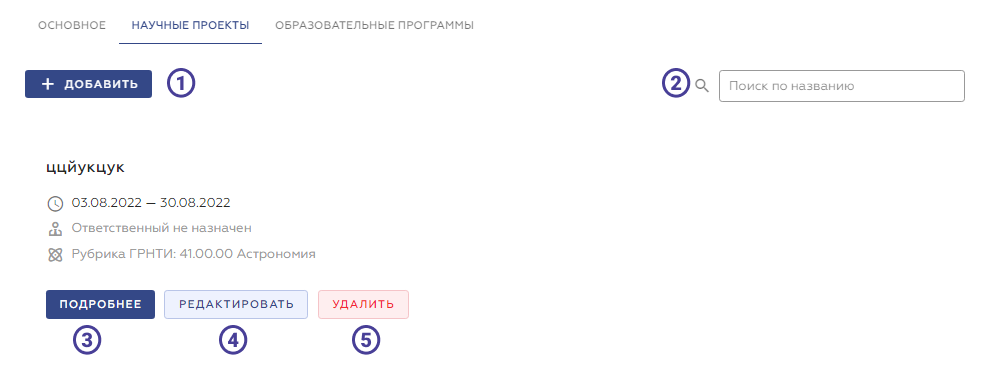 ОСНОВНОЕ НАУЧНЫЕ ПРОЕКТЫ ОБРАЗОВАТЕЛЬНЫЕ ПРОГРАММЫ
+ ДОБАВИТЬ 1 2 Поиск по названию
ццйукцук
03.08.2022 — 30.08.2022
Ответственный не назначен
Рубрика ГРНТИ: 41.00.00 Астрономия
ПОДРОБНЕЕ РЕДАКТИРОВАТЬ УДАЛИТЬ
3 4 5